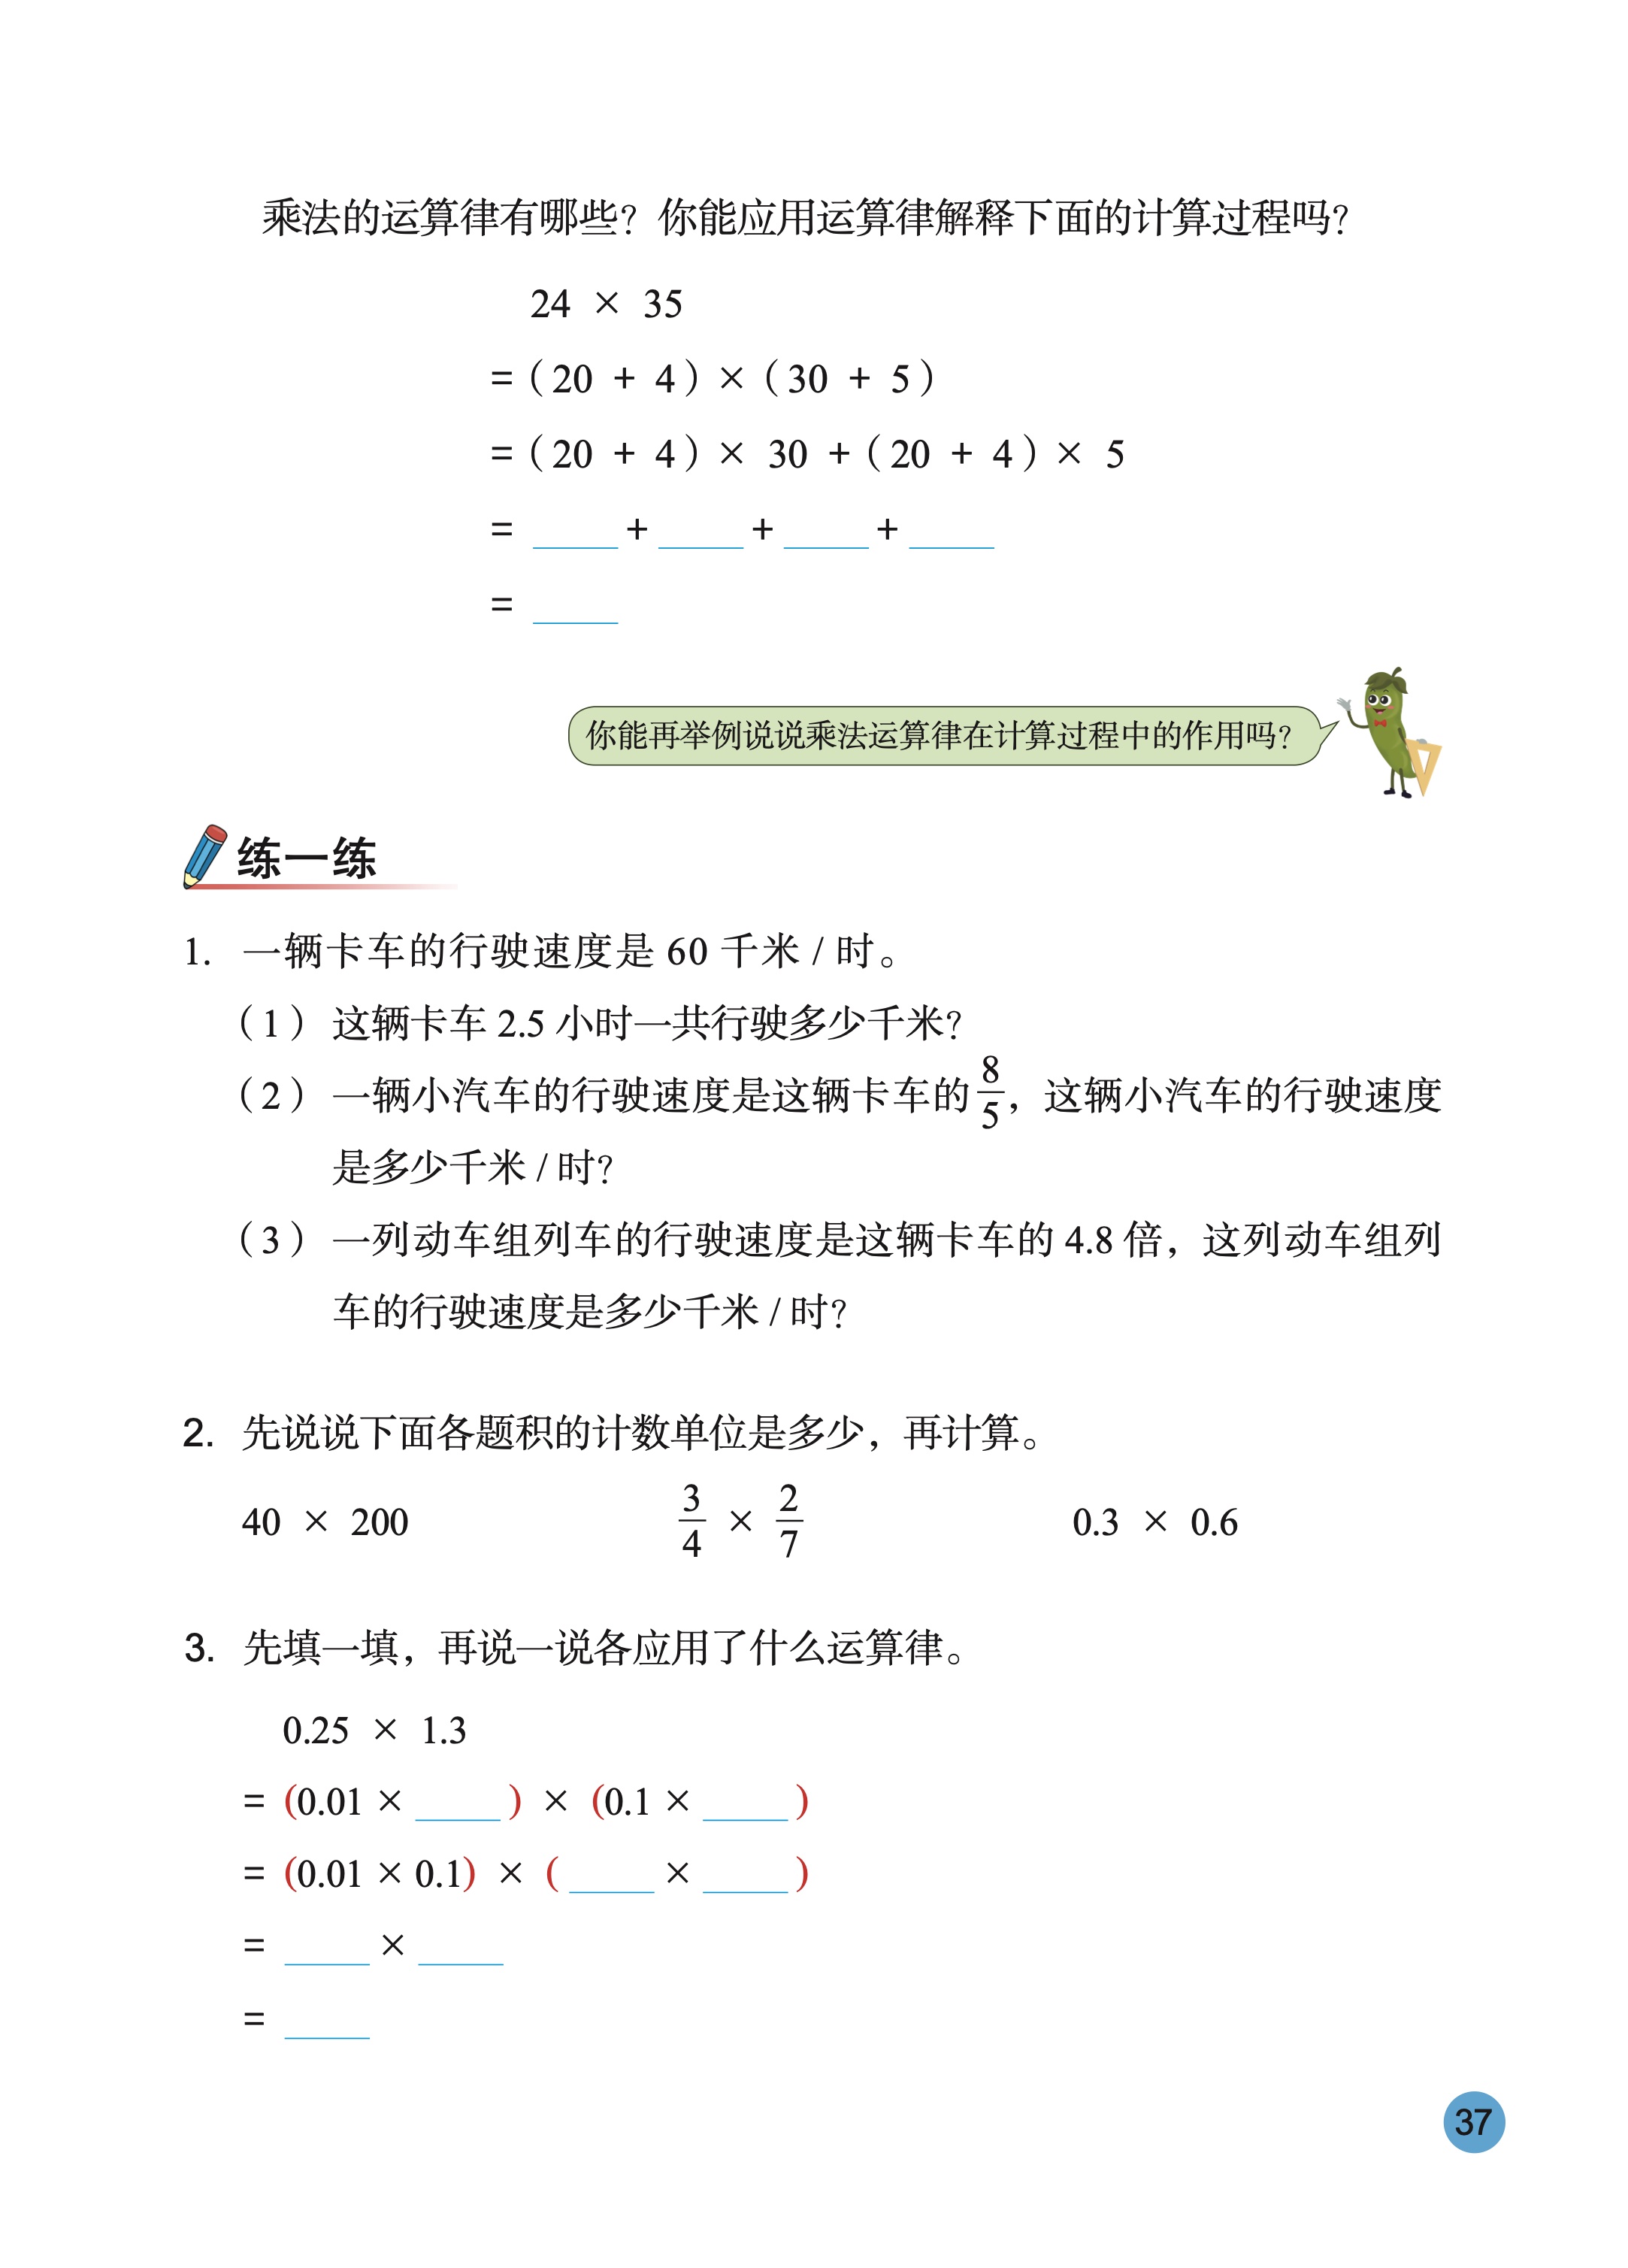 乘法的运算律有哪些？你能应用运算律解释下面的计算过程吗？
24 × 35
=（20 + 4）×（30 + 5）
=（20 + 4）× 30 +（20 + 4）× 5
= ____ + ____ + ____ + ____
= ____
你能再举例说说乘法运算律在计算过程中的作用吗？
练一练
1. 一辆卡车的行驶速度是 60 千米 / 时。
（1） 这辆卡车 2.5 小时一共行驶多少千米？
（2） 一辆小汽车的行驶速度是这辆卡车的 8/5，这辆小汽车的行驶速度
是多少千米 / 时？
（3） 一列动车组列车的行驶速度是这辆卡车的 4.8 倍，这列动车组列
车的行驶速度是多少千米 / 时？
2. 先说说下面各题积的计数单位是多少，再计算。
40 × 200 3/4 × 2/7 0.3 × 0.6
3. 先填一填，再说一说各应用了什么运算律。
0.25 × 1.3
= (0.01 × ____ ) × (0.1 × ____ )
= (0.01 × 0.1) × ( ____ × ____ )
= ____ × ____
= ____
37